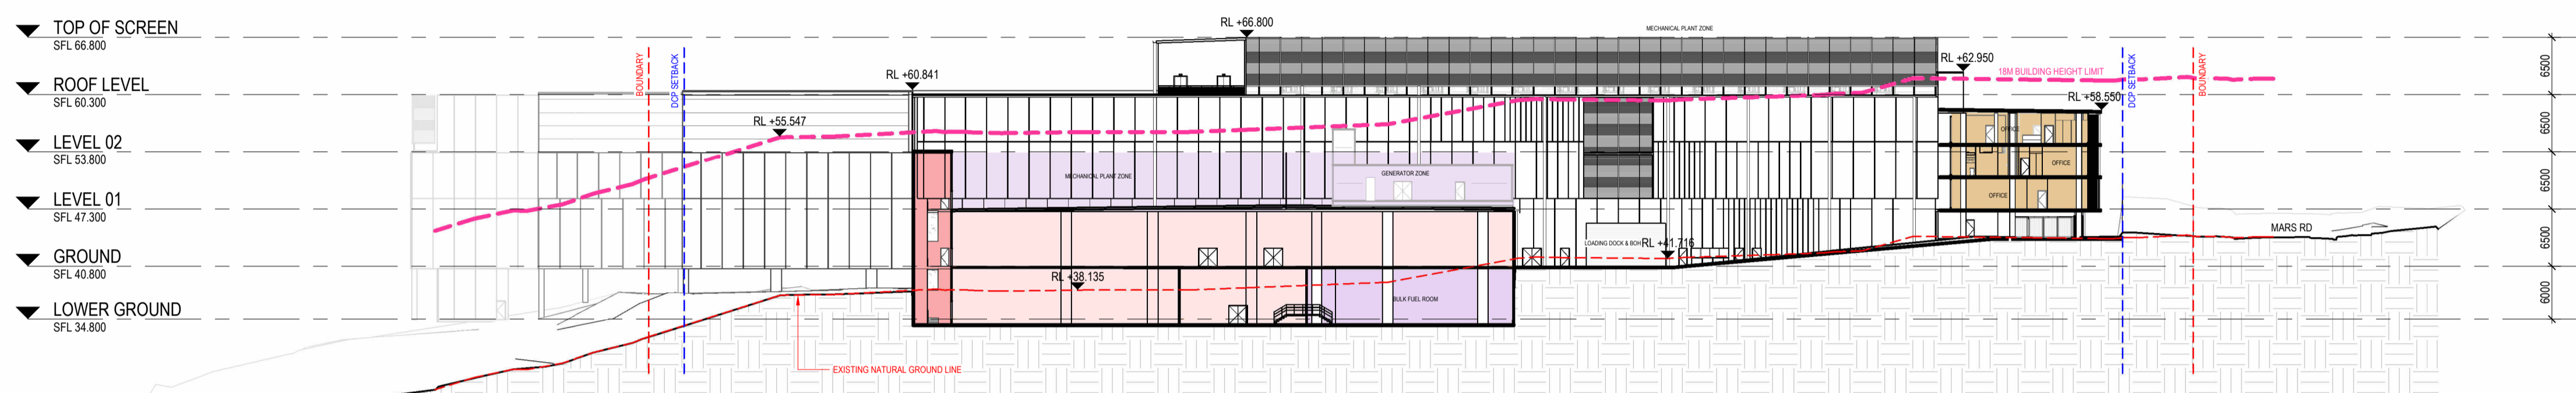 TOP OF SCREEN
SFL 66.800
ROOF LEVEL
SFL 60.300
LEVEL 02
SFL 53.800
LEVEL 01
SFL 47.300
GROUND
SFL 40.800
LOWER GROUND
SFL 34.800
BOUNDARY
DCP SETBACK
RL +55.547
RL +60.841
RL +66.800
MECHANICAL PLANT ZONE
RL +62.950
18M BUILDING HEIGHT LIMIT
RL +58.550
DCP SETBACK
BOUNDARY
MECHANICAL PLANT ZONE
GENERATOR ZONE
OFFICE
OFFICE
OFFICE
LOADING DOCK & BOH
RL +41.716
MARS RD
RL +38.135
BULK FUEL ROOM
EXISTING NATURAL GROUND LINE
6500
6500
6500
6500
6000